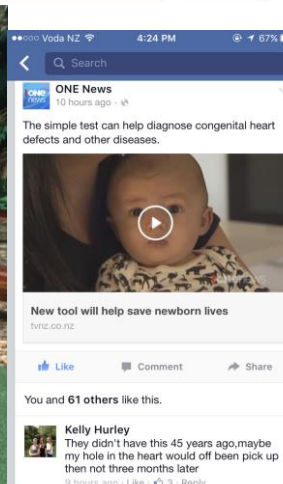 Voda NZ 4:24 PM 67%
Search
ONE news
ONE News
10 hours ago
The simple test can help diagnose congenital heart
defects and other diseases.
New tool will help save newborn lives
tvnz.co.nz
Like Comment Share
You and 61 others like this.
Kelly Hurley
They didn't have this 45 years ago,maybe
my hole in the heart would off been pick up
then not three months later
9 hours ago · Like · 3 · Reply